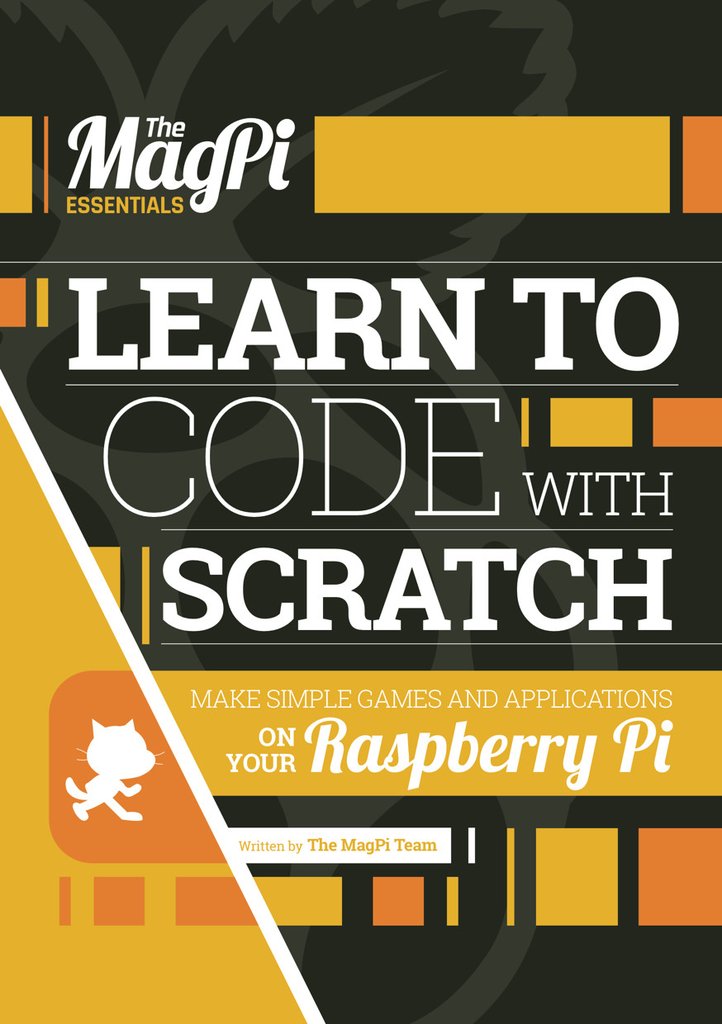 The
MagPi
ESSENTIALS
LEARN TO
CODE WITH
SCRATCH
MAKE SIMPLE GAMES AND APPLICATIONS
ON YOUR Raspberry Pi
Written by The MagPi Team